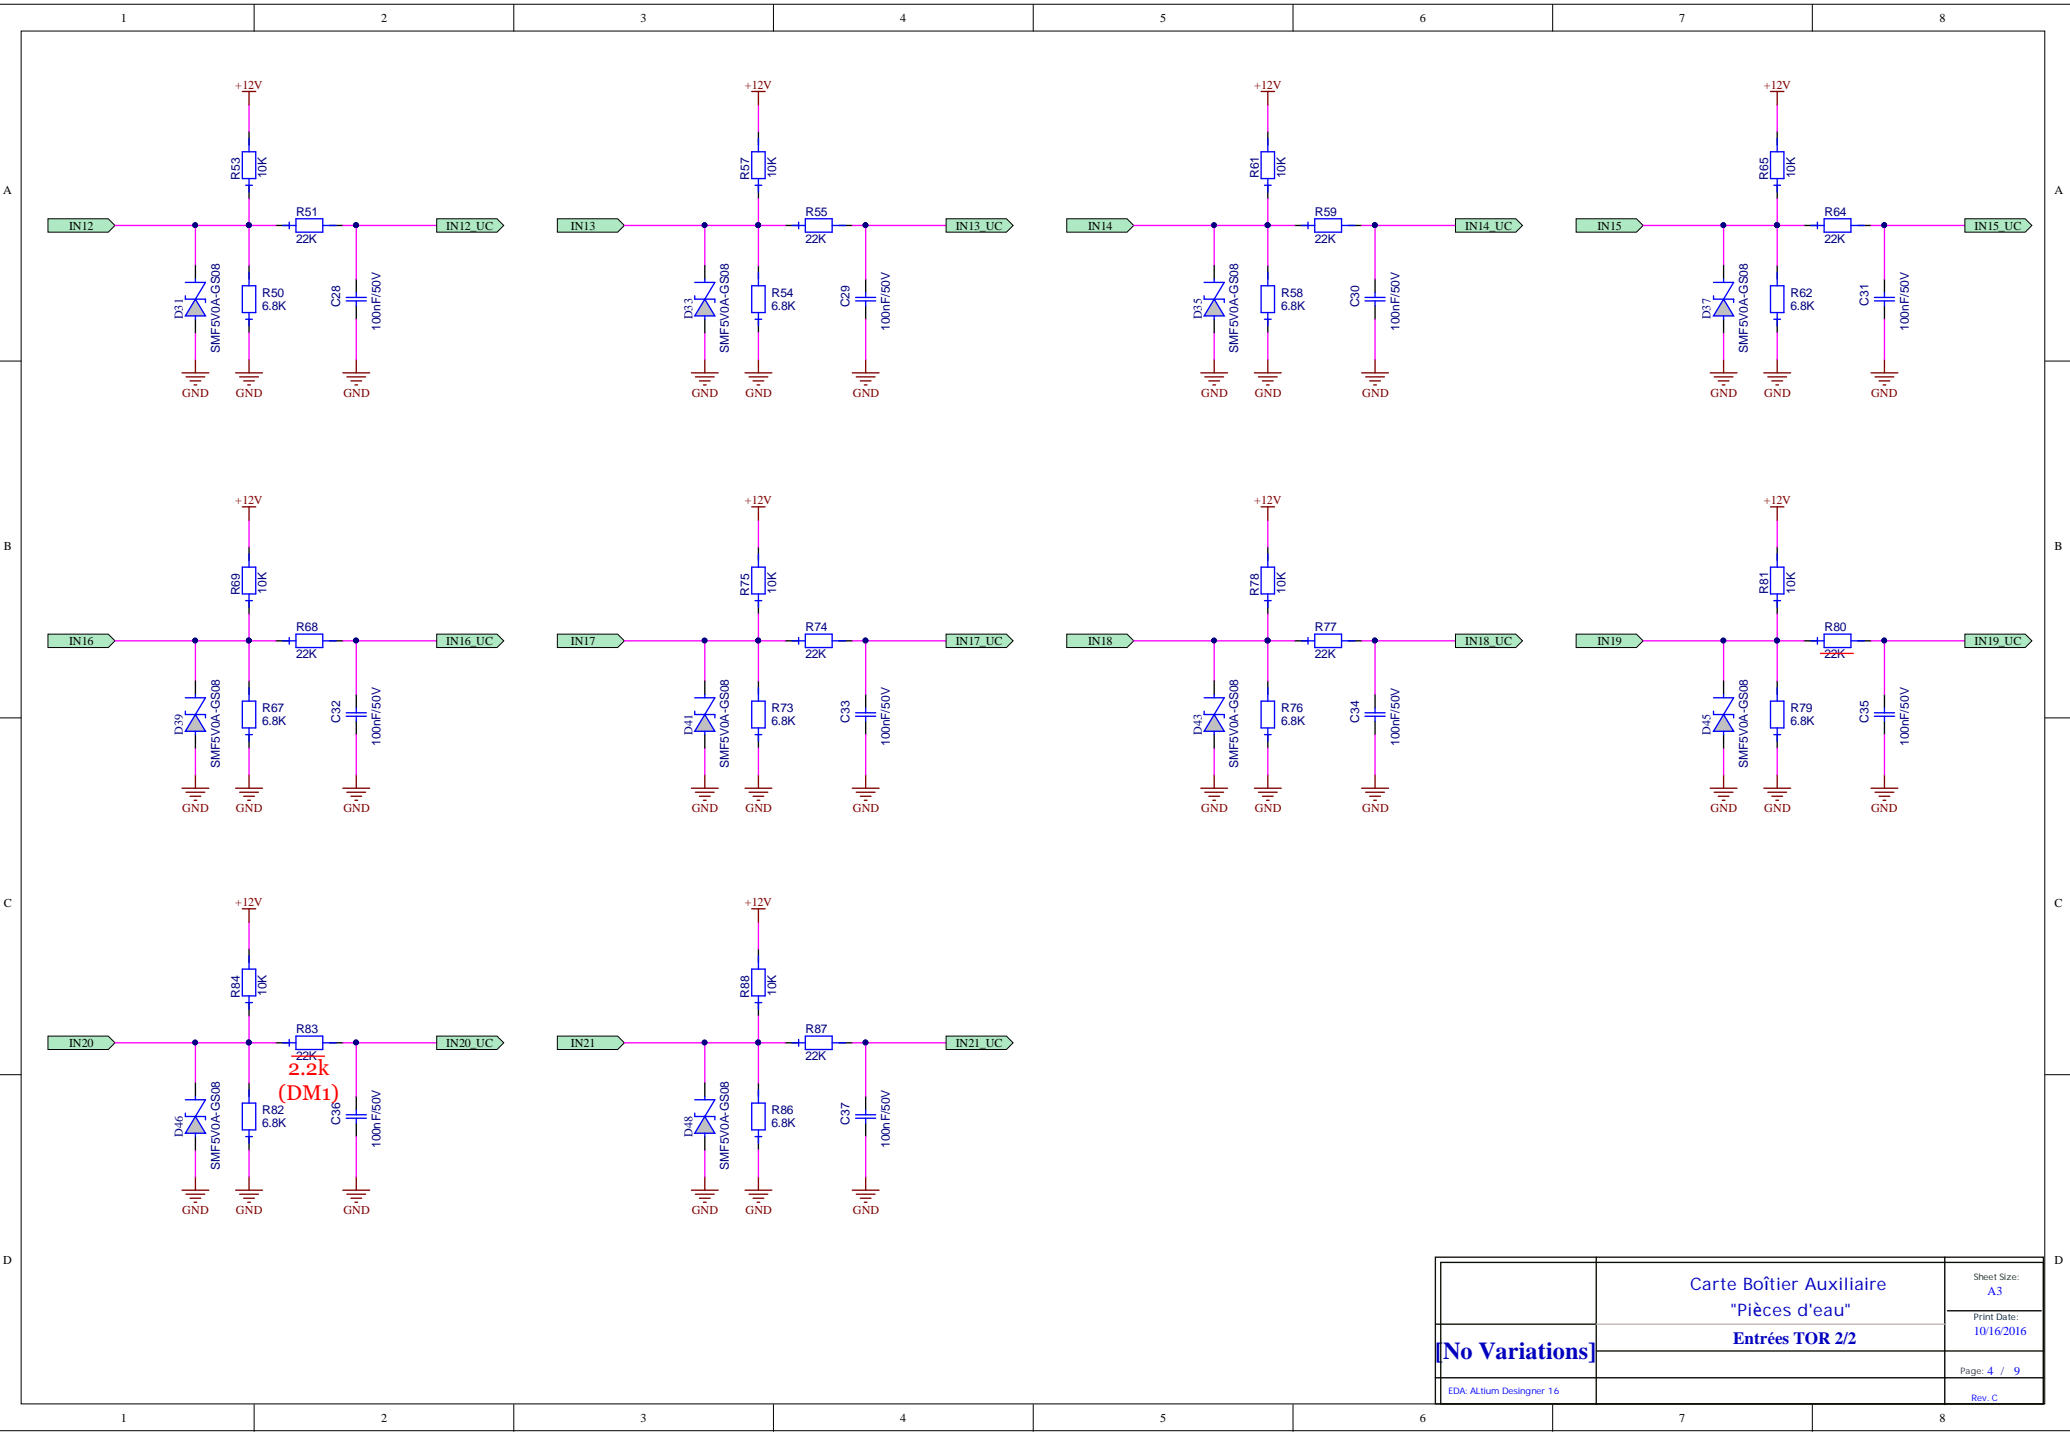 1 2 3 4 5 6 7 8
A A
+12V +12V +12V +12V
R53 10K R57 10K R61 10K R65 10K
IN12 R51 22K IN12_UC IN13 R55 22K IN13_UC IN14 R59 22K IN14_UC IN15 R64 22K IN15_UC
D31 SMF5V0A-GS08 R50 6.8K C28 100nF/50V D33 SMF5V0A-GS08 R54 6.8K C29 100nF/50V D35 SMF5V0A-GS08 R58 6.8K C30 100nF/50V D37 SMF5V0A-GS08 R62 6.8K C31 100nF/50V
GND GND GND GND GND GND GND GND GND GND GND GND
B B
+12V +12V +12V +12V
R69 10K R75 10K R78 10K R81 10K
IN16 R68 22K IN16_UC IN17 R74 22K IN17_UC IN18 R77 22K IN18_UC IN19 R80 22K IN19_UC
D39 SMF5V0A-GS08 R67 6.8K C32 100nF/50V D41 SMF5V0A-GS08 R73 6.8K C33 100nF/50V D43 SMF5V0A-GS08 R76 6.8K C34 100nF/50V D45 SMF5V0A-GS08 R79 6.8K C35 100nF/50V
GND GND GND GND GND GND GND GND GND GND GND GND
C C
+12V +12V
R84 10K R88 10K
IN20 R83 22K IN20_UC IN21 R87 22K IN21_UC
2.2k
(DM1)
D46 SMF5V0A-GS08 R82 6.8K C36 100nF/50V D48 SMF5V0A-GS08 R86 6.8K C37 100nF/50V
GND GND GND GND GND GND
D D
Carte Boîtier Auxiliaire
"Pièces d'eau"
Entrées TOR 2/2
[No Variations]
EDA: ALtium Desingner 16
Sheet Size:
A3
Print Date:
10/16/2016
Page: 4 / 9
Rev. C
1 2 3 4 5 6 7 8